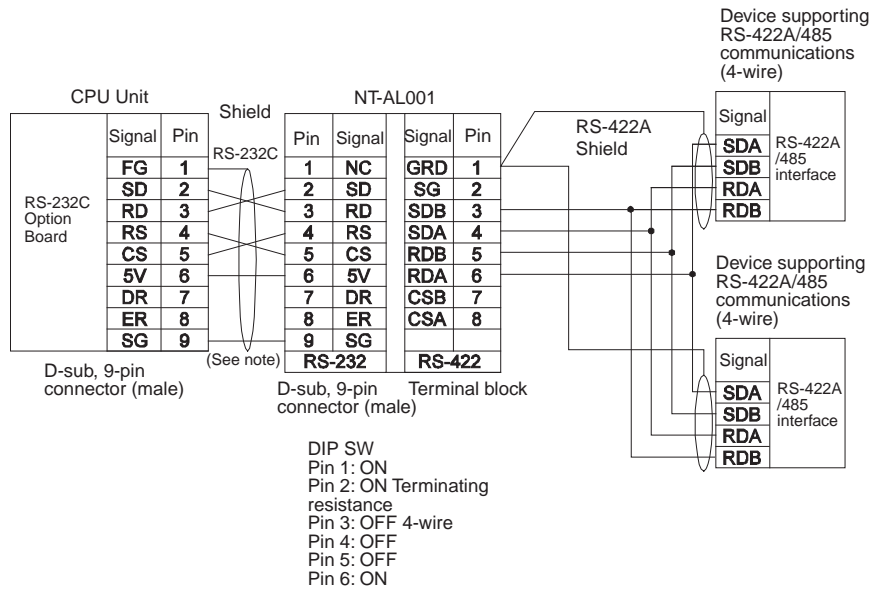 Device supporting
RS-422A/485
communications
(4-wire)
CPU Unit
Shield
NT-AL001
RS-422A
Shield
Signal
RS-422A
/485
interface
SDA
SDB
RDA
RDB
RS-232C
Option
Board
Signal Pin
FG 1
SD 2
RD 3
RS 4
CS 5
5V 6
DR 7
ER 8
SG 9
RS-232C
(See note)
D-sub, 9-pin
connector (male)
Pin Signal Signal Pin
1 NC GRD 1
2 SD SG 2
3 RD SDB 3
4 RS SDA 4
5 CS RDB 5
6 5V RDA 6
7 DR CSB 7
8 ER CSA 8
9 SG
RS-232 RS-422
D-sub, 9-pin
connector (male)
Terminal block
Device supporting
RS-422A/485
communications
(4-wire)
Signal
SDA
SDB
RDA
RDB
RS-422A
/485
interface
DIP SW
Pin 1: ON
Pin 2: ON Terminating
resistance
Pin 3: OFF 4-wire
Pin 4: OFF
Pin 5: OFF
Pin 6: ON